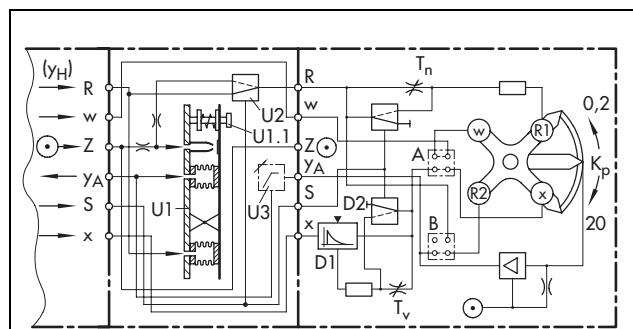 (yH)
R
w
Z
yA
S
x
U1
U2
U1.1
U3
R
w
Z
yA
S
x
D1
D2
Tn
Tv
A
B
w
R1
R2
x
0,2
Kp
20